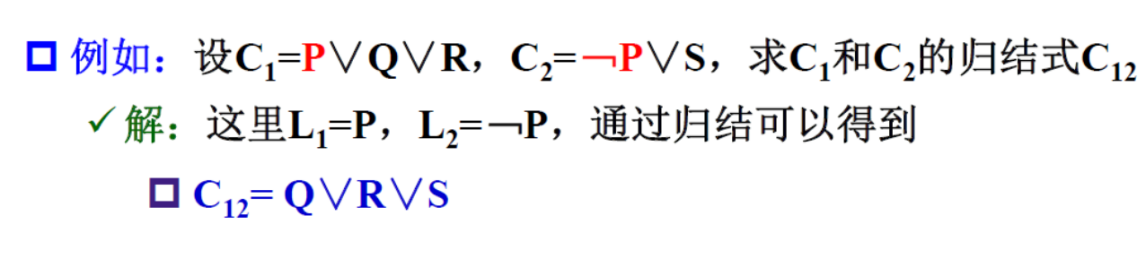 例如：设C₁=P∨Q∨R，C₂=¬P∨S，求C₁和C₂的归结式C₁₂
✓解：这里L₁=P，L₂=¬P，通过归结可以得到
C₁₂= Q∨R∨S